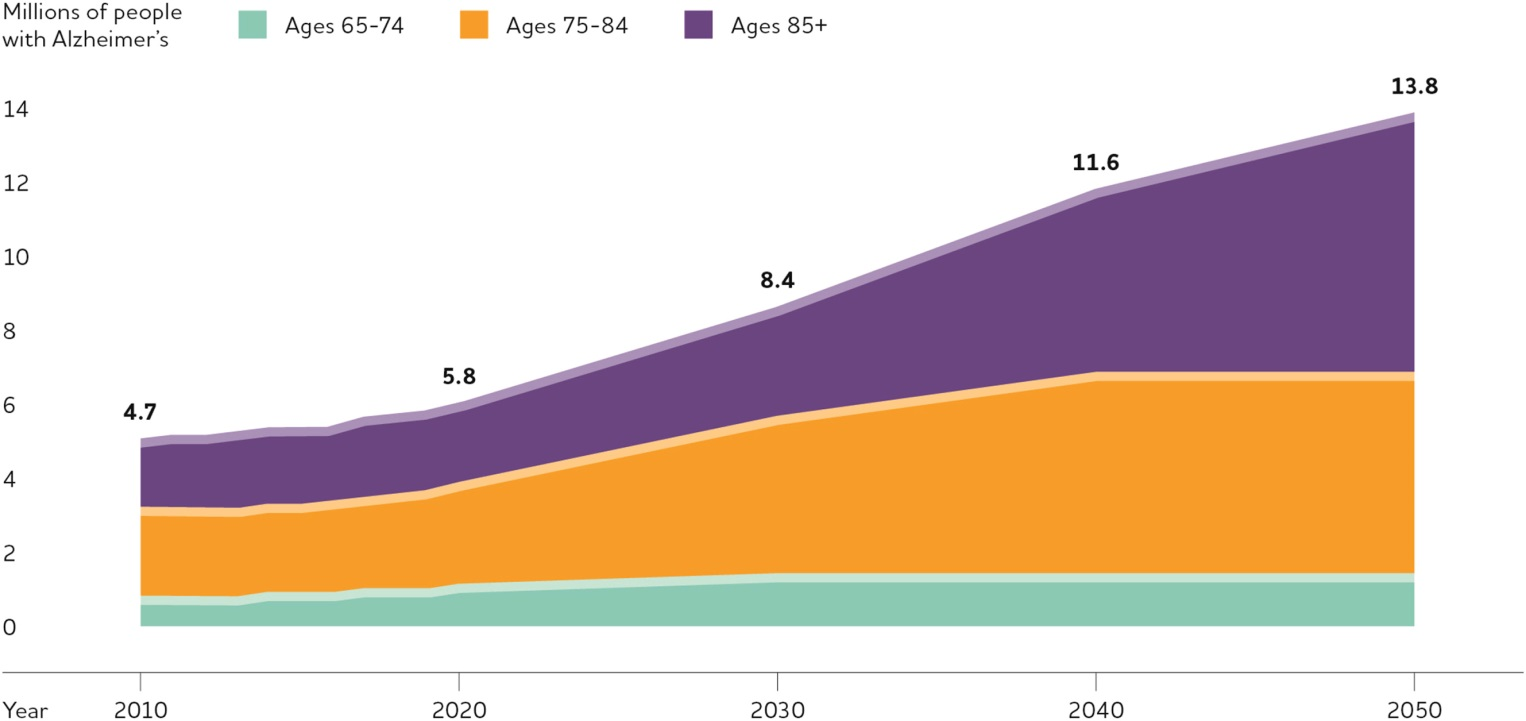 Millions of people
with Alzheimer’s
Ages 65-74
Ages 75-84
Ages 85+
14
12
10
8
6
4
2
0
4.7
5.8
8.4
11.6
13.8
Year 2010 2020 2030 2040 2050